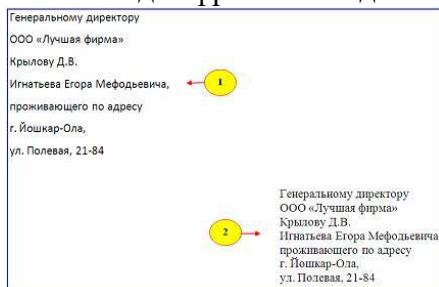 Генеральному директору
ООО «Лучшая фирма»
Крылову Д.В.
Игнатьева Егора Мефодьевича,
проживающего по адресу
г. Йошкар-Ола,
ул. Полевая, 21-84
1
2
Генеральному директору
ООО «Лучшая фирма»
Крылову Д.В.
Игнатьева Егора Мефодьевича
проживающего по адресу
г. Йошкар-Ола,
ул. Полевая, 21-84